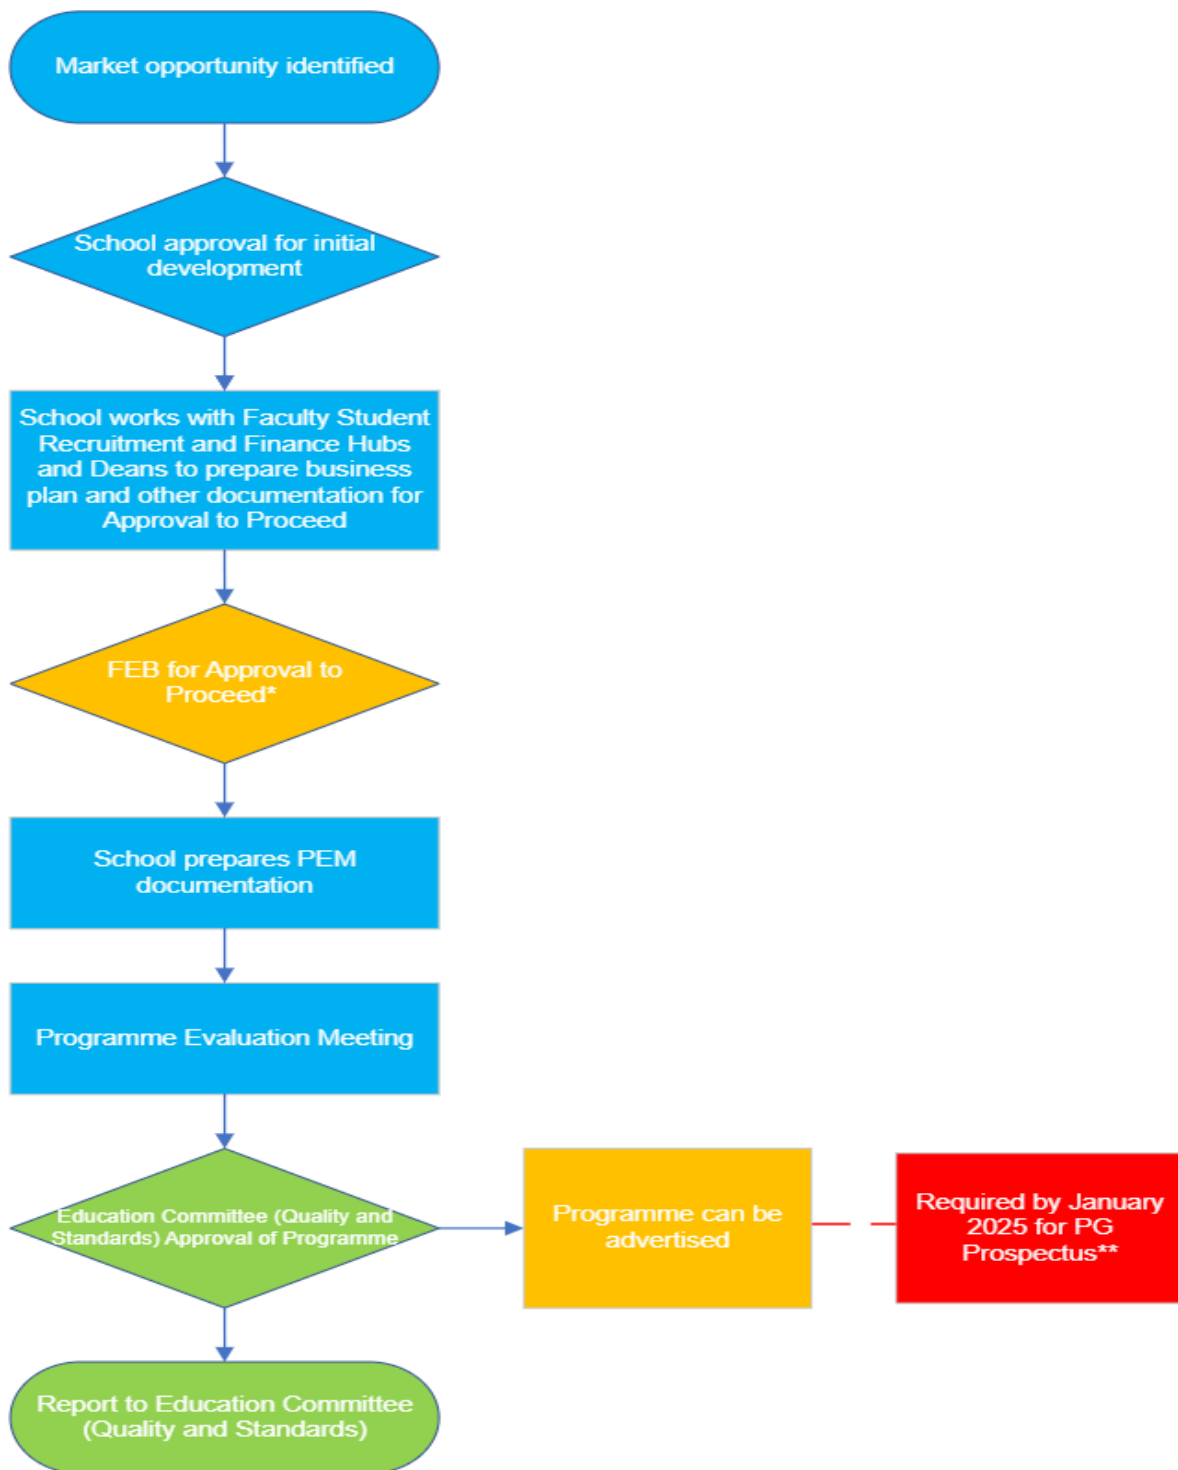 Market opportunity identified
School approval for initial
development
School works with Faculty Student
Recruitment and Finance Hubs
and Deans to prepare business
plan and other documentation for
Approval to Proceed
FEB for Approval to
Proceed*
School prepares PEM
documentation
Programme Evaluation Meeting
Education Committee (Quality and
Standards) Approval of Programme
Programme can be
advertised
Required by January
2025 for PG
Prospectus**
Report to Education Committee
(Quality and Standards)